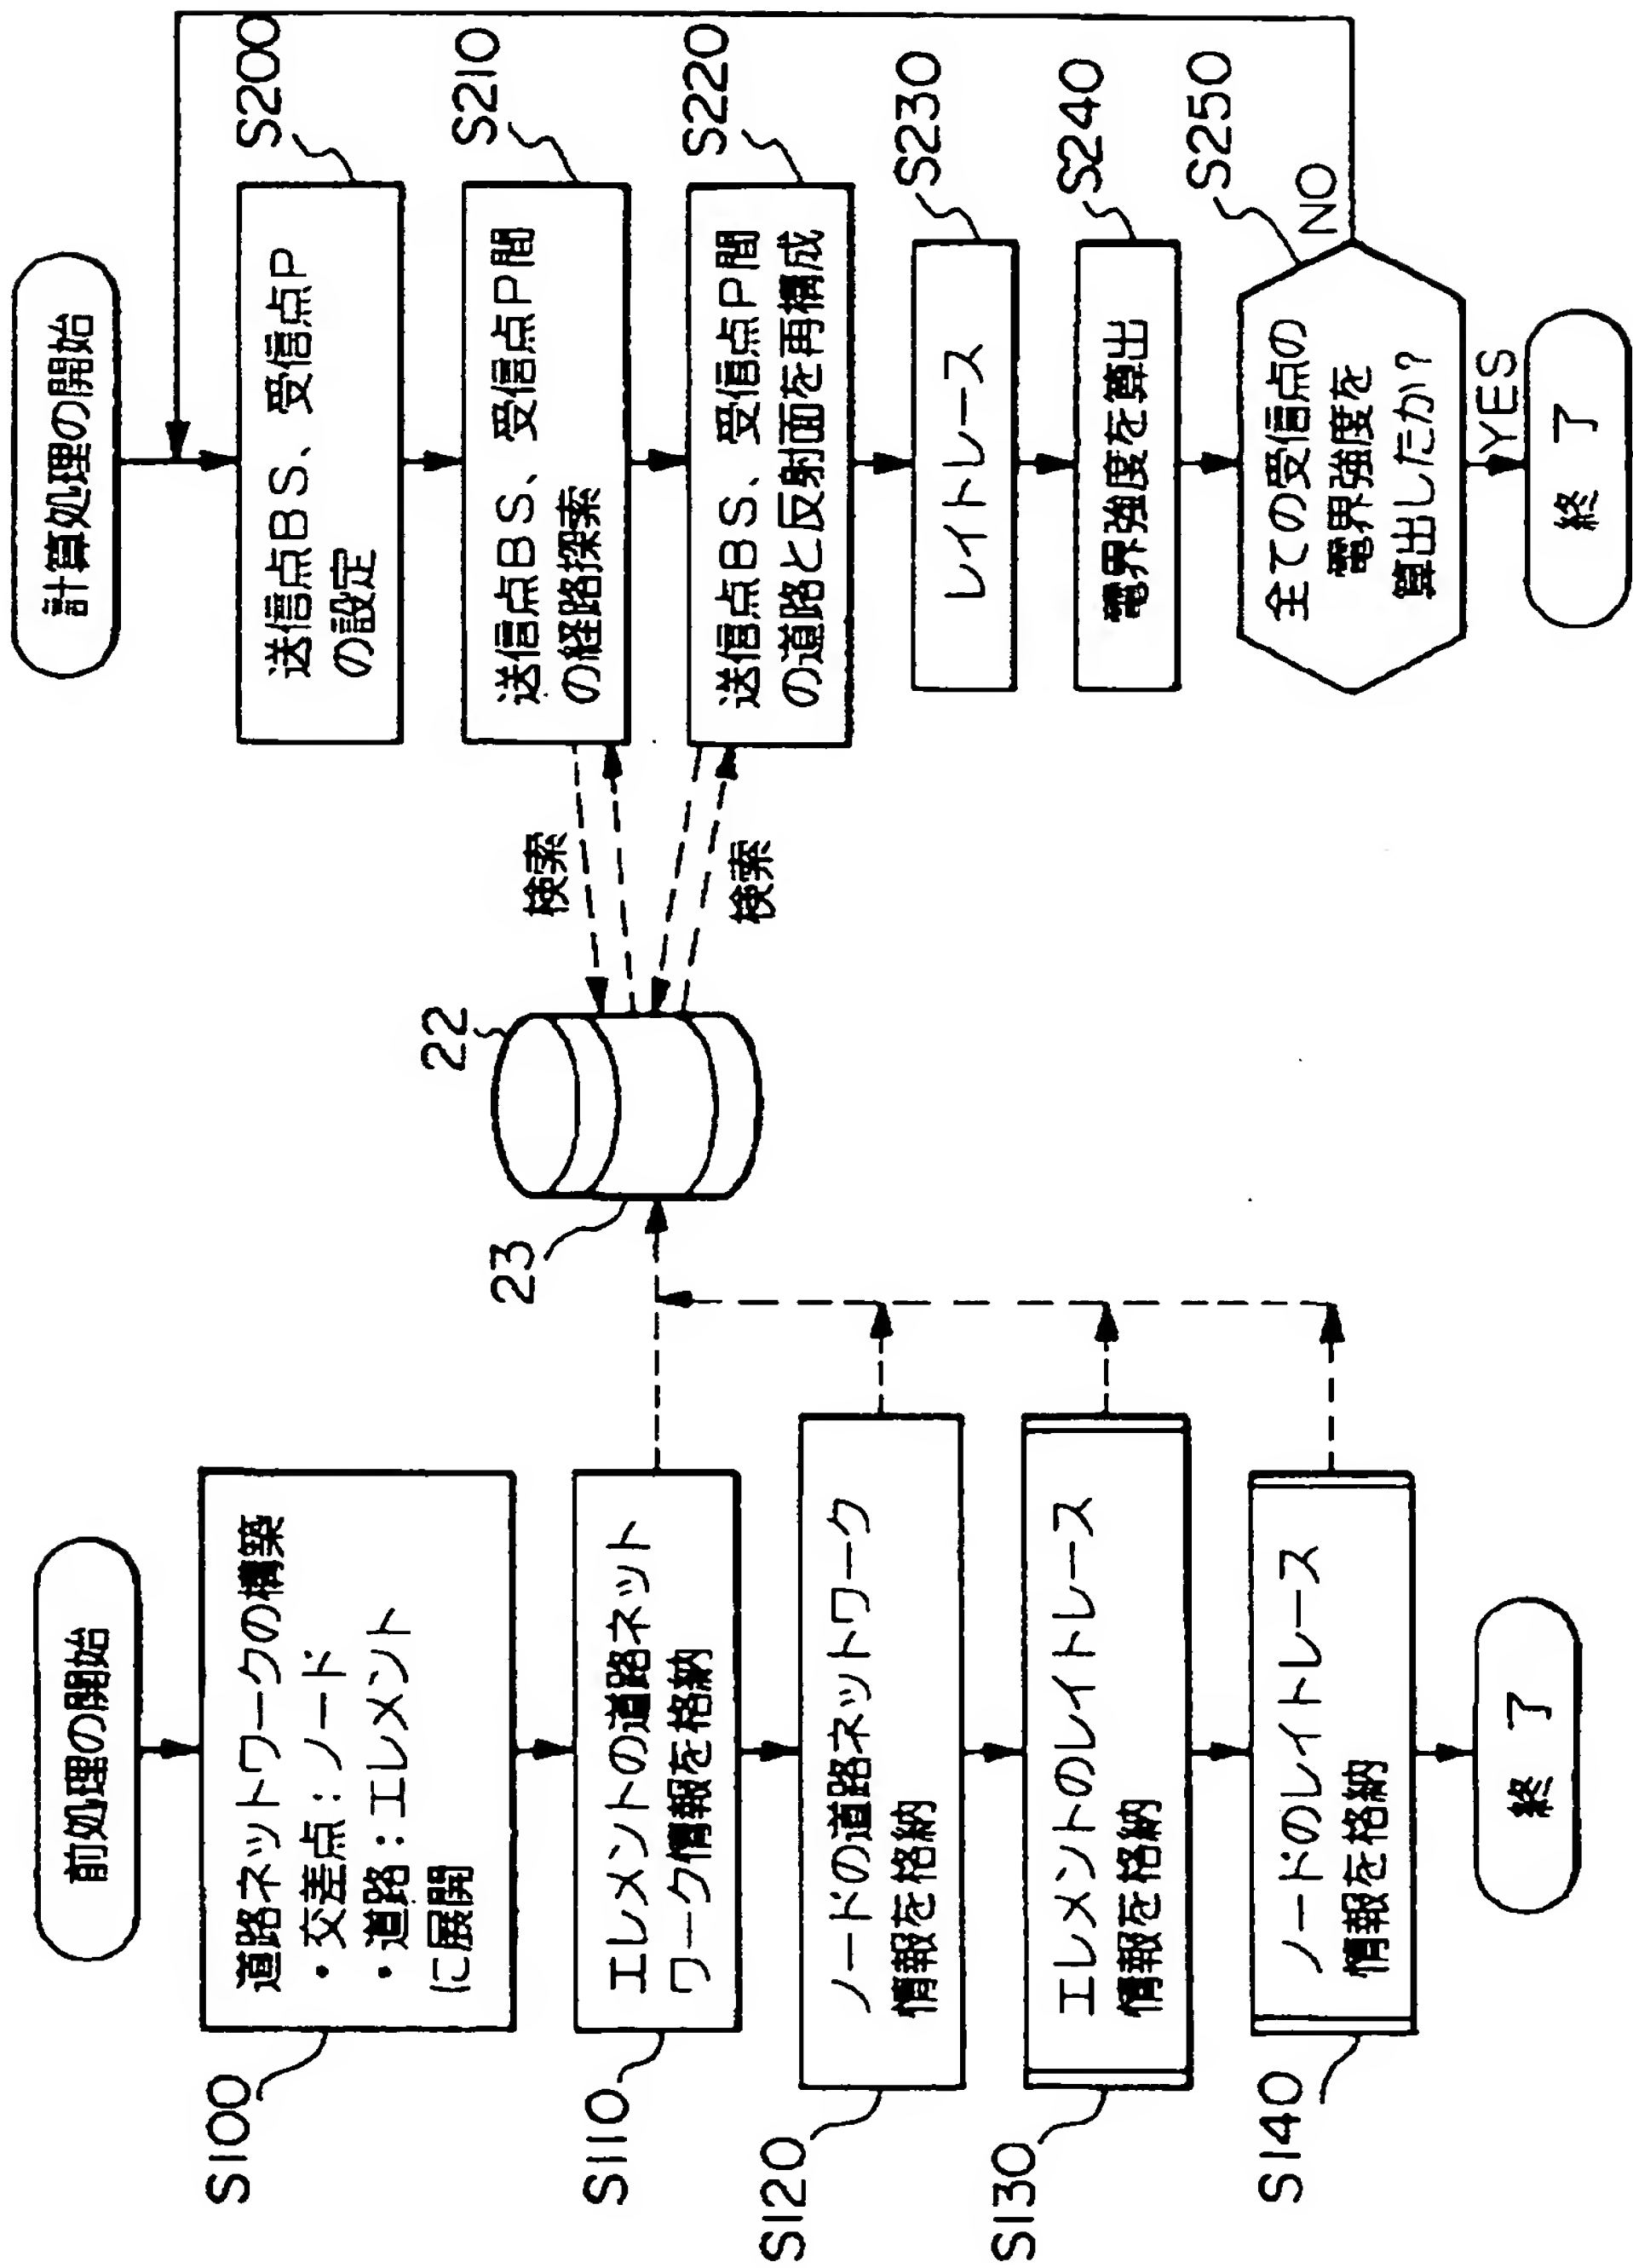 前処理の開始
S100
道路ネットワークの構築
・交差点：ノード
・道路：エレメント
に展開
S110
エレメントの道路ネット
ワーク情報を格納
S120
ノードの道路ネットワーク
情報を格納
S130
エレメントのレイトレース
情報を格納
S140
ノードのレイトレース
情報を格納
終 了
22
23
検索
検索
計算処理の開始
S200
送信点BS、受信点P
の設定
S210
送信点BS、受信点P間
の経路探索
S220
送信点BS、受信点P間
の道路と反射面を再構成
S230
レイトレース
S240
電界強度を算出
S250
全ての受信点の
電界強度を
算出したか?
NO
YES
終 了